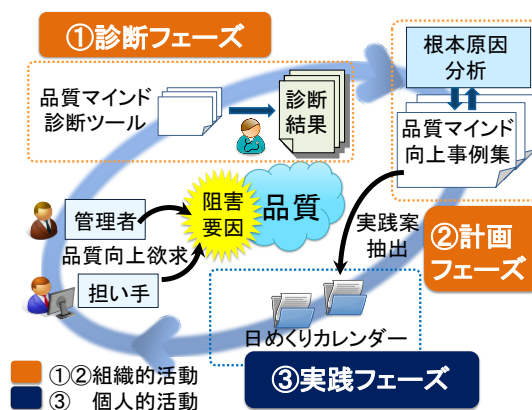 ①診断フェーズ
品質マインド
診断ツール
診断
結果
根本原因
分析
品質マインド
向上事例集
②計画
フェーズ
管理者
品質向上欲求
担い手
阻害
要因
品質
実践案
抽出
日めくりカレンダー
③実践フェーズ
①②組織的活動
③ 個人的活動